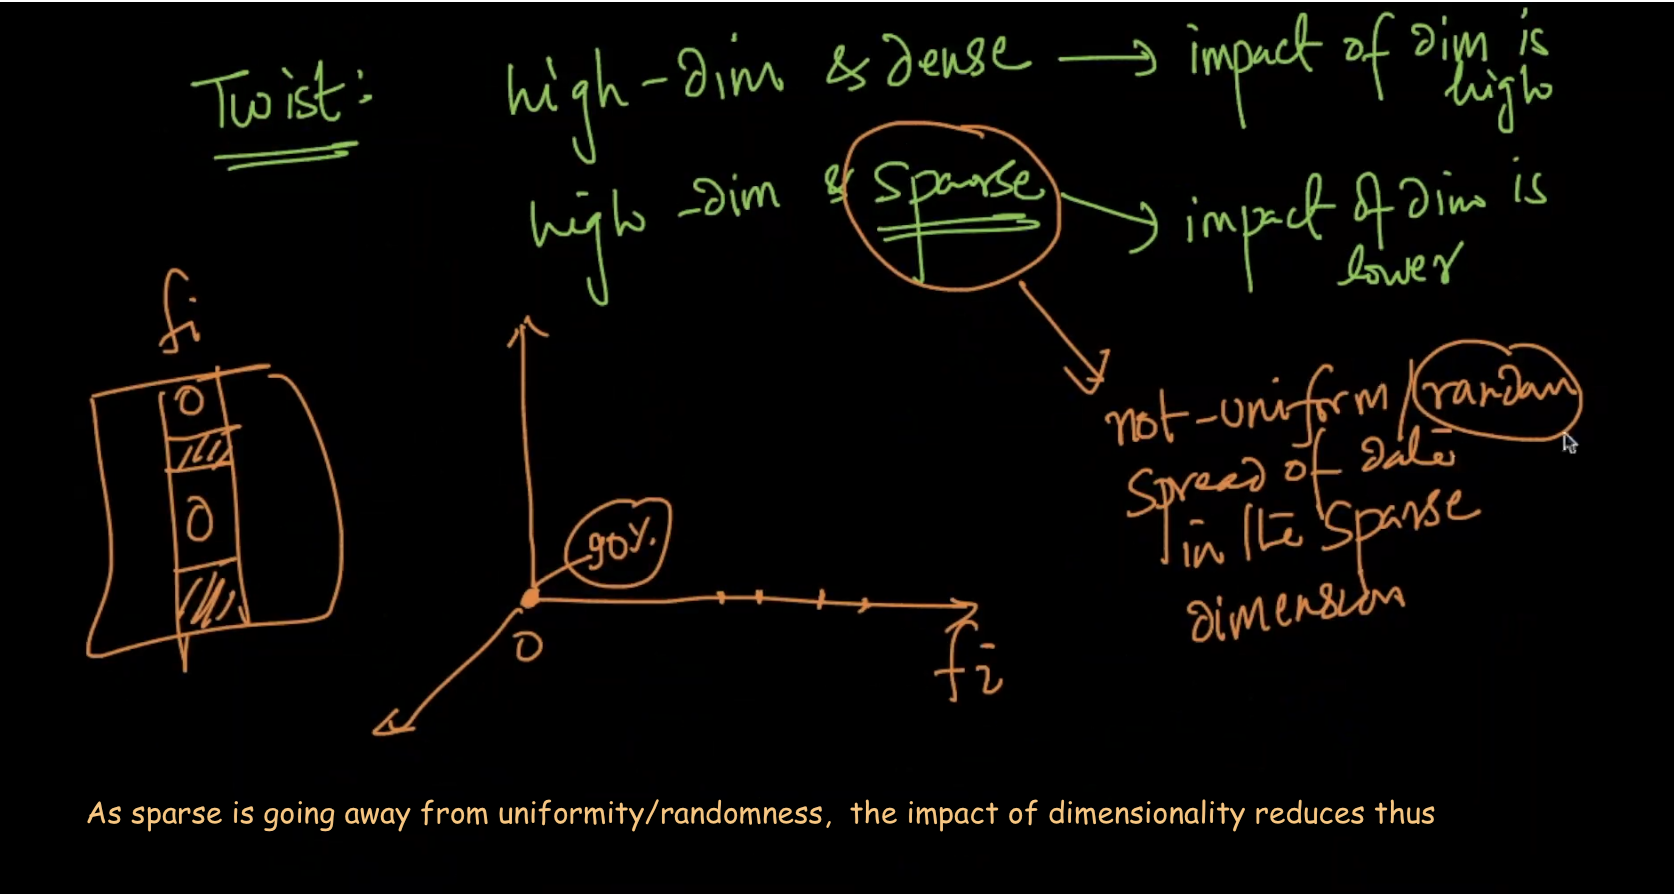 Twist: high-dim & dense → impact of dim is high
high-dim & sparse → impact of dim is lower
fi
0
0
90%
0
fi
not-uniform/random
spread of data
in the sparse
dimension
As sparse is going away from uniformity/randomness, the impact of dimensionality reduces thus